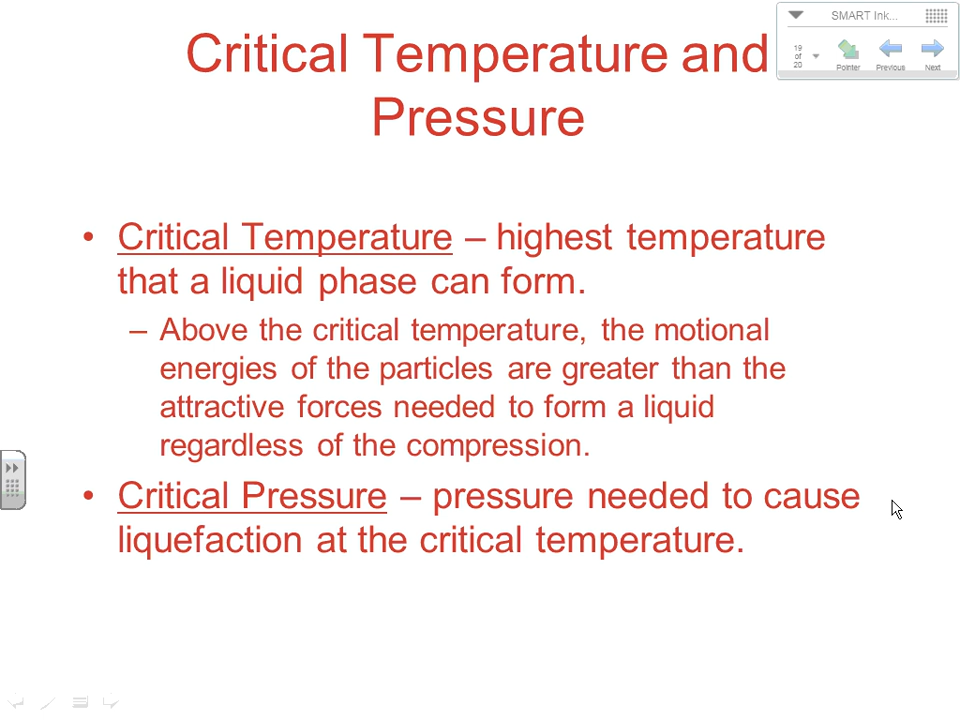 Critical Temperature and
Pressure
SMART Ink...
19
of
20
Pointer
Previous
Next
• Critical Temperature – highest temperature
that a liquid phase can form.
– Above the critical temperature, the motional
energies of the particles are greater than the
attractive forces needed to form a liquid
regardless of the compression.
• Critical Pressure – pressure needed to cause
liquefaction at the critical temperature.